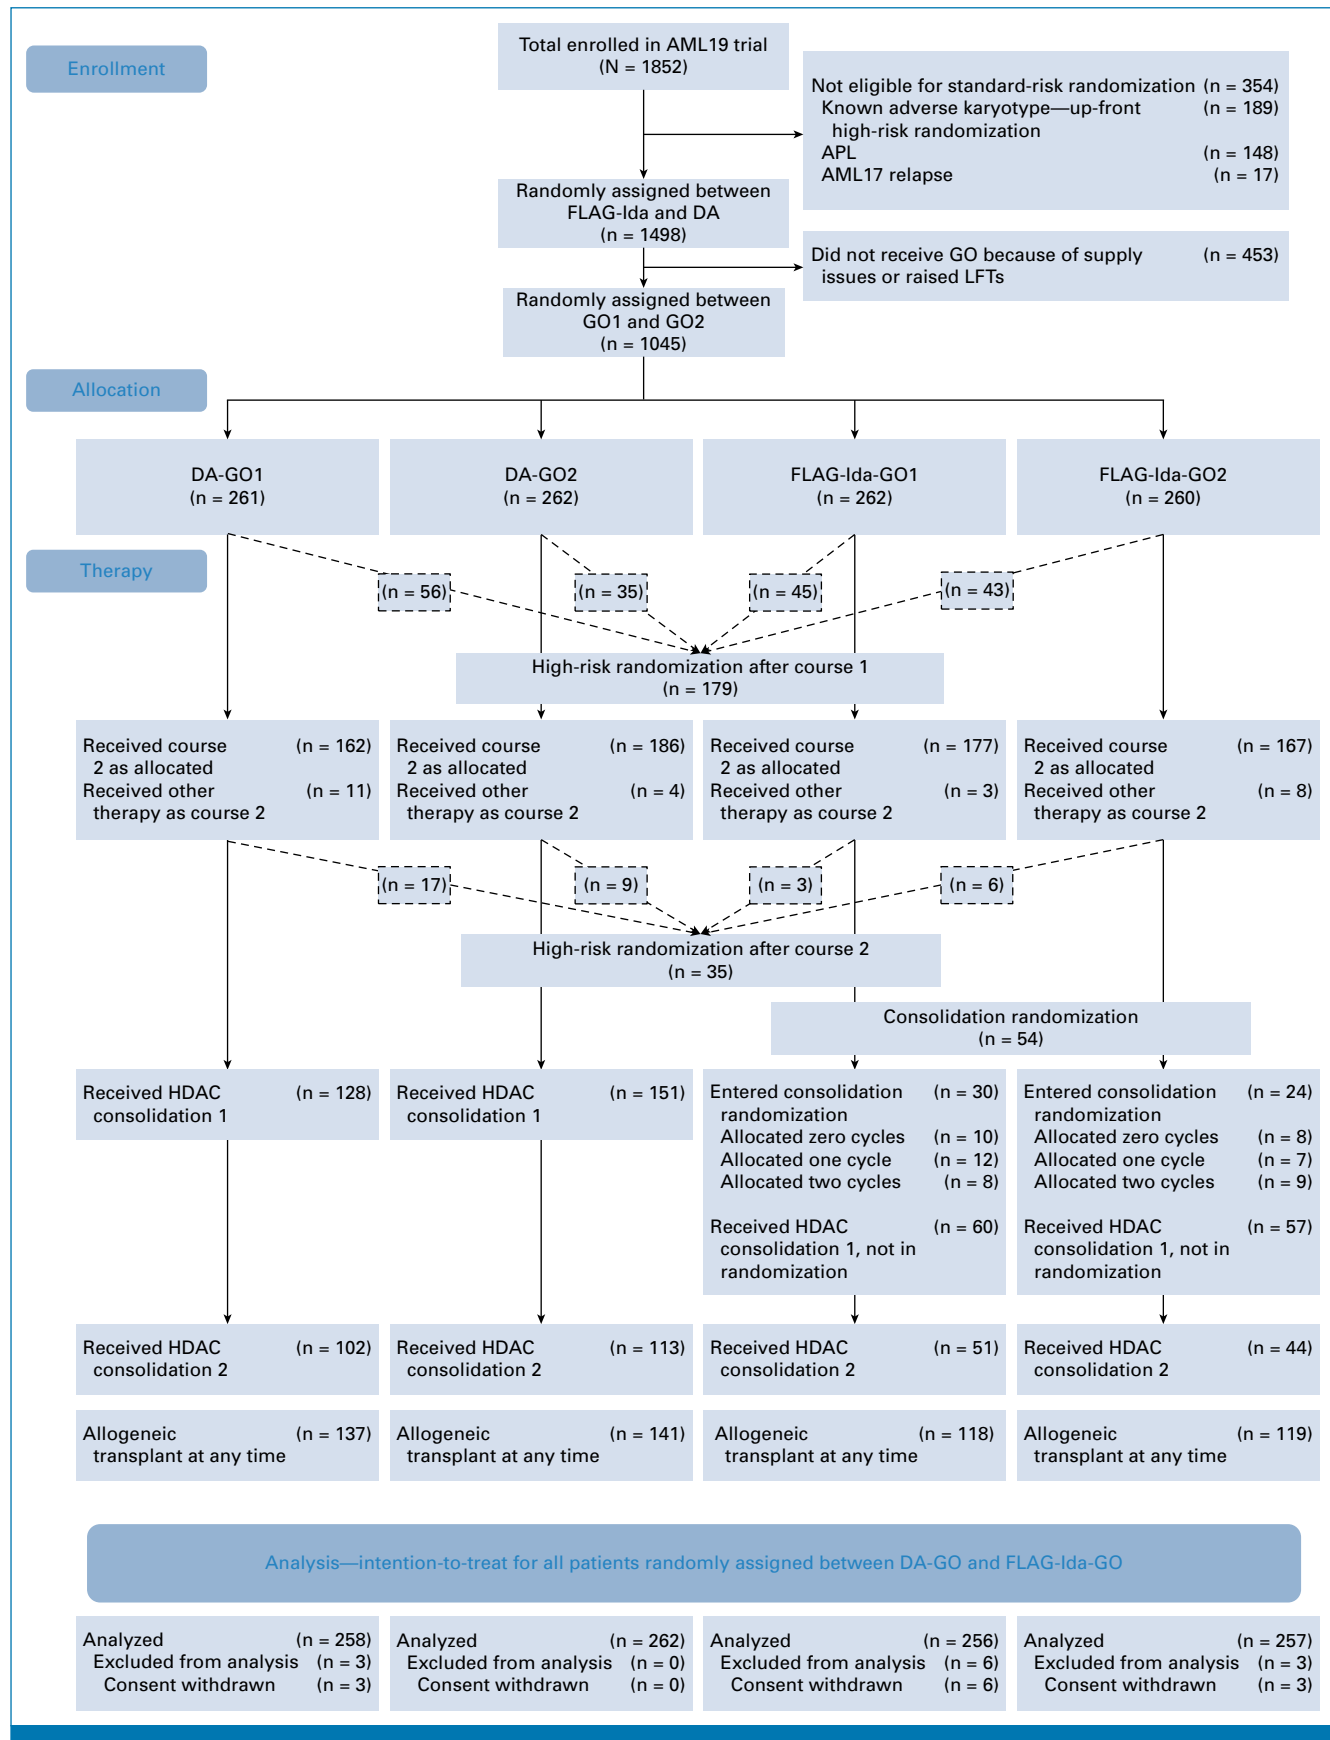 Enrollment
Total enrolled in AML19 trial
(N = 1852)
Not eligible for standard-risk randomization (n = 354)
Known adverse karyotype—up-front (n = 189)
high-risk randomization
APL (n = 148)
AML17 relapse (n = 17)
Randomly assigned between
FLAG-Ida and DA
(n = 1498)
Did not receive GO because of supply (n = 453)
issues or raised LFTs
Randomly assigned between
GO1 and GO2
(n = 1045)
Allocation
DA-GO1
(n = 261)
DA-GO2
(n = 262)
FLAG-Ida-GO1
(n = 262)
FLAG-Ida-GO2
(n = 260)
Therapy
(n = 56)
(n = 35)
(n = 45)
(n = 43)
High-risk randomization after course 1
(n = 179)
Received course (n = 162)
2 as allocated
Received other (n = 11)
therapy as course 2
Received course (n = 186)
2 as allocated
Received other (n = 4)
therapy as course 2
Received course (n = 177)
2 as allocated
Received other (n = 3)
therapy as course 2
Received course (n = 167)
2 as allocated
Received other (n = 8)
therapy as course 2
(n = 17)
(n = 9)
(n = 3)
(n = 6)
High-risk randomization after course 2
(n = 35)
Consolidation randomization
(n = 54)
Received HDAC (n = 128)
consolidation 1
Received HDAC (n = 151)
consolidation 1
Entered consolidation (n = 30)
randomization
Allocated zero cycles (n = 10)
Allocated one cycle (n = 12)
Allocated two cycles (n = 8)
Received HDAC (n = 60)
consolidation 1, not in
randomization
Entered consolidation (n = 24)
randomization
Allocated zero cycles (n = 8)
Allocated one cycle (n = 7)
Allocated two cycles (n = 9)
Received HDAC (n = 57)
consolidation 1, not in
randomization
Received HDAC (n = 102)
consolidation 2
Received HDAC (n = 113)
consolidation 2
Received HDAC (n = 51)
consolidation 2
Received HDAC (n = 44)
consolidation 2
Allogeneic (n = 137)
transplant at any time
Allogeneic (n = 141)
transplant at any time
Allogeneic (n = 118)
transplant at any time
Allogeneic (n = 119)
transplant at any time
Analysis—intention-to-treat for all patients randomly assigned between DA-GO and FLAG-Ida-GO
Analyzed (n = 258)
Excluded from analysis (n = 3)
Consent withdrawn (n = 3)
Analyzed (n = 262)
Excluded from analysis (n = 0)
Consent withdrawn (n = 0)
Analyzed (n = 256)
Excluded from analysis (n = 6)
Consent withdrawn (n = 6)
Analyzed (n = 257)
Excluded from analysis (n = 3)
Consent withdrawn (n = 3)